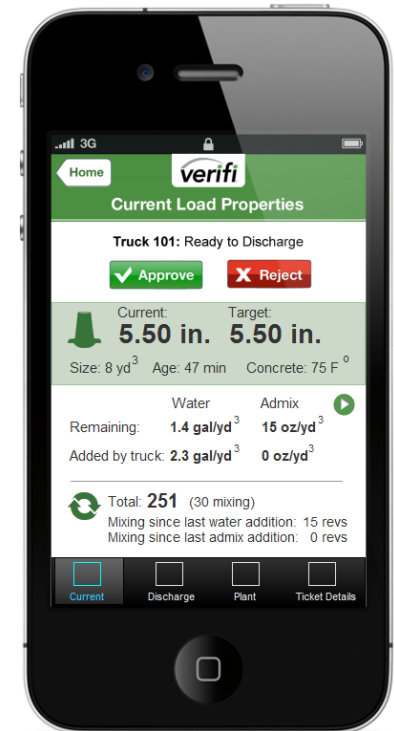 3G
Home
verifi
Current Load Properties
Truck 101: Ready to Discharge
Approve
Reject
Current: Target:
5.50 in. 5.50 in.
Size: 8 yd³ Age: 47 min Concrete: 75 F º
Water Admix
Remaining: 1.4 gal/yd³ 15 oz/yd³
Added by truck: 2.3 gal/yd³ 0 oz/yd³
Total: 251 (30 mixing)
Mixing since last water addition: 15 revs
Mixing since last admix addition: 0 revs
Current Discharge Plant Ticket Details